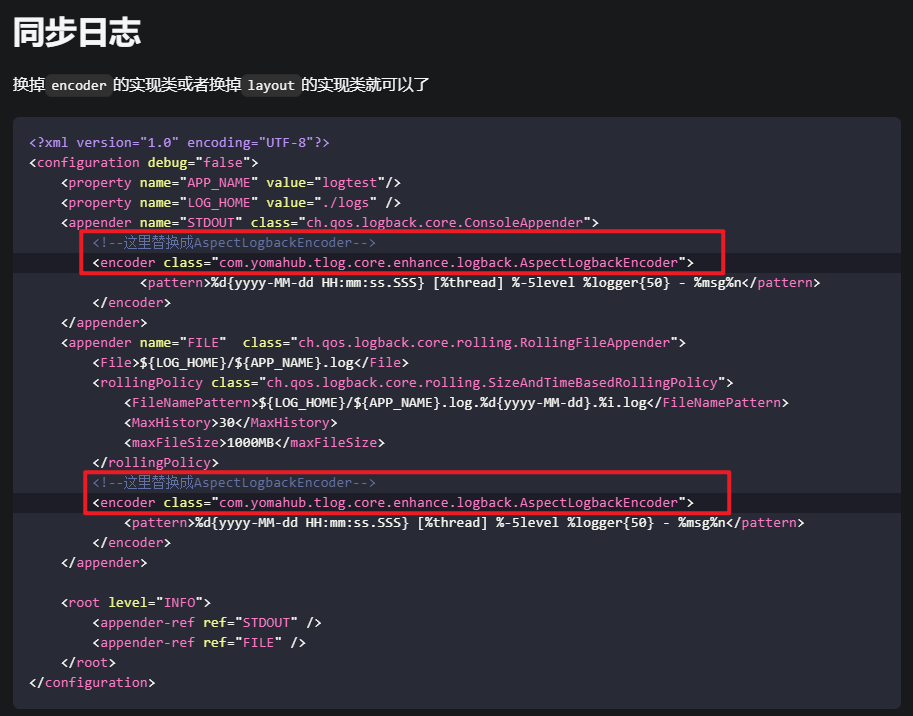 同步日志
换掉 encoder 的实现类或者换掉 layout 的实现类就可以了
<?xml version="1.0" encoding="UTF-8"?>
<configuration debug="false">
    <property name="APP_NAME" value="logtest"/>
    <property name="LOG_HOME" value="./logs" />
    <appender name="STDOUT" class="ch.qos.logback.core.ConsoleAppender">
        <!--这里替换成AspectLogbackEncoder-->
        <encoder class="com.yomahub.tlog.core.enhance.logback.AspectLogbackEncoder">
              <pattern>%d{yyyy-MM-dd HH:mm:ss.SSS} [%thread] %-5level %logger{50} - %msg%n</pattern>
        </encoder>
    </appender>
    <appender name="FILE"  class="ch.qos.logback.core.rolling.RollingFileAppender">
        <File>${LOG_HOME}/${APP_NAME}.log</File>
        <rollingPolicy class="ch.qos.logback.core.rolling.SizeAndTimeBasedRollingPolicy">
            <FileNamePattern>${LOG_HOME}/${APP_NAME}.log.%d{yyyy-MM-dd}.%i.log</FileNamePattern>
            <MaxHistory>30</MaxHistory>
            <maxFileSize>1000MB</maxFileSize>
        </rollingPolicy>
        <!--这里替换成AspectLogbackEncoder-->
        <encoder class="com.yomahub.tlog.core.enhance.logback.AspectLogbackEncoder">
            <pattern>%d{yyyy-MM-dd HH:mm:ss.SSS} [%thread] %-5level %logger{50} - %msg%n</pattern>
        </encoder>
    </appender>
    <root level="INFO">
        <appender-ref ref="STDOUT" />
        <appender-ref ref="FILE" />
    </root>
</configuration>